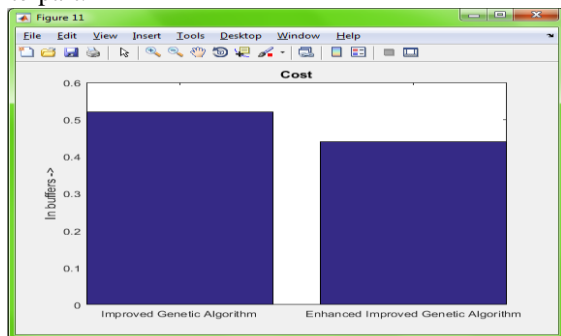 Figure 11
File Edit View Insert Tools Desktop Window Help
Cost
0.6
0.5
0.4
0.3
0.2
0.1
0
In buffers ->
Improved Genetic Algorithm
Enhanced Improved Genetic Algorithm